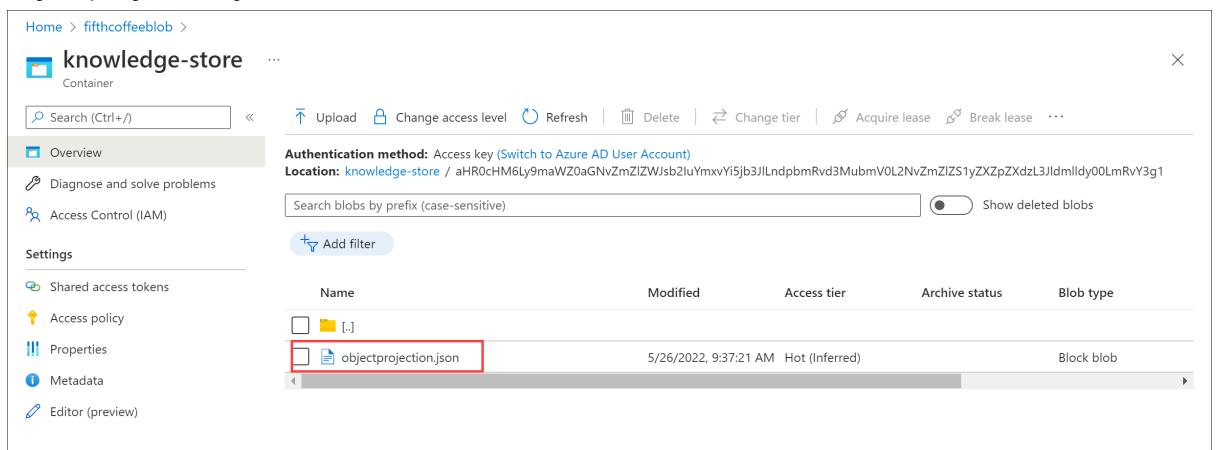 Home > fifthcoffeeblob >
knowledge-store ...
Container
Search (Ctrl+/) «
Overview
Diagnose and solve problems
Access Control (IAM)
Settings
Shared access tokens
Access policy
Properties
Metadata
Editor (preview)
Upload Change access level Refresh Delete Change tier Acquire lease Break lease ...
Authentication method: Access key (Switch to Azure AD User Account)
Location: knowledge-store / aHR0cHM6Ly9maWZ0aGNvZmZlZWJsb2IuYmxvYi5jb3JlLndpbmRvd3MubmV0L2NvZmZlZS1yZXZpZXdzL3Jldmlldy00LmRvY3g1
Search blobs by prefix (case-sensitive) Show deleted blobs
Add filter
Name Modified Access tier Archive status Blob type
[..]
objectprojection.json 5/26/2022, 9:37:21 AM Hot (Inferred) Block blob